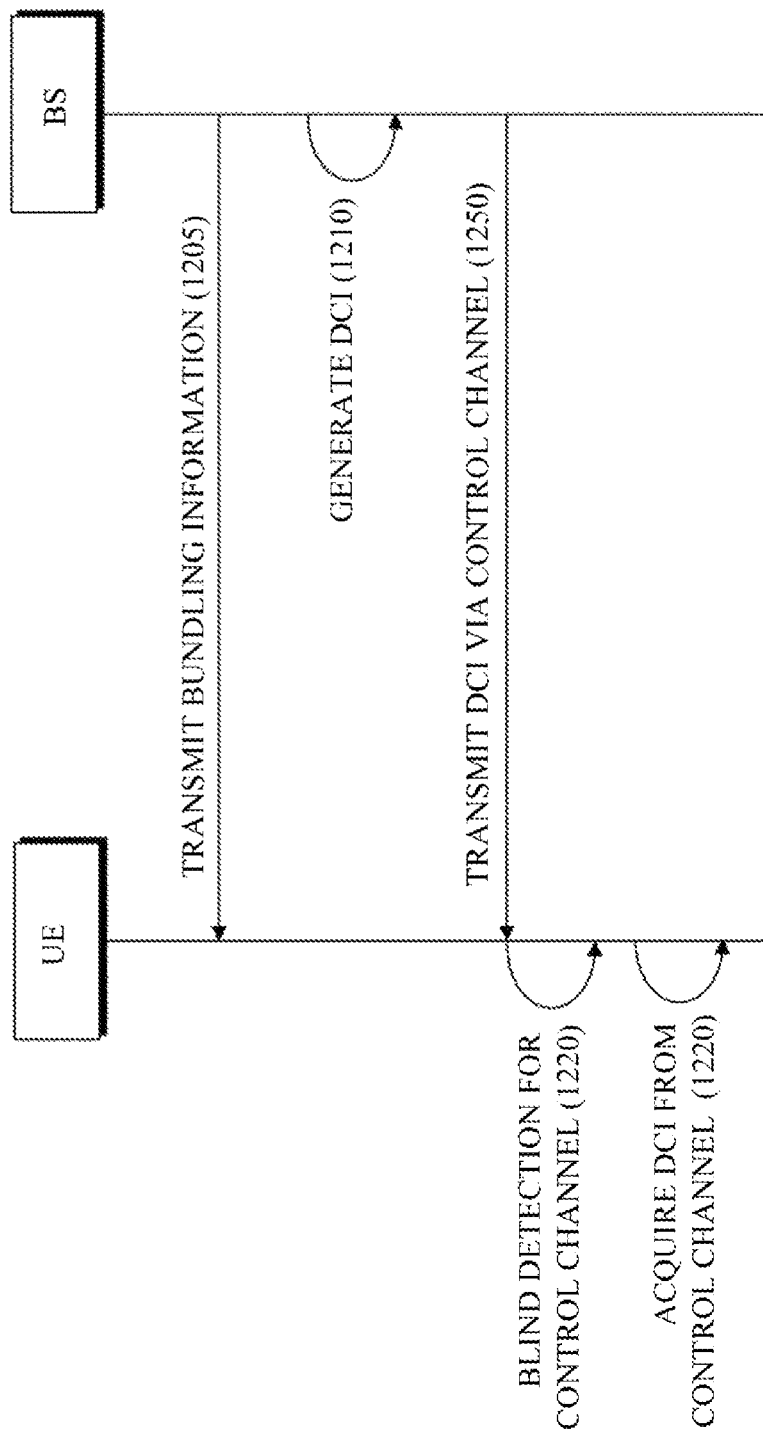 UE
BS
TRANSMIT BUNDLING INFORMATION (1205)
GENERATE DCI (1210)
TRANSMIT DCI VIA CONTROL CHANNEL (1250)
BLIND DETECTION FOR
CONTROL CHANNEL (1220)
ACQUIRE DCI FROM
CONTROL CHANNEL (1220)